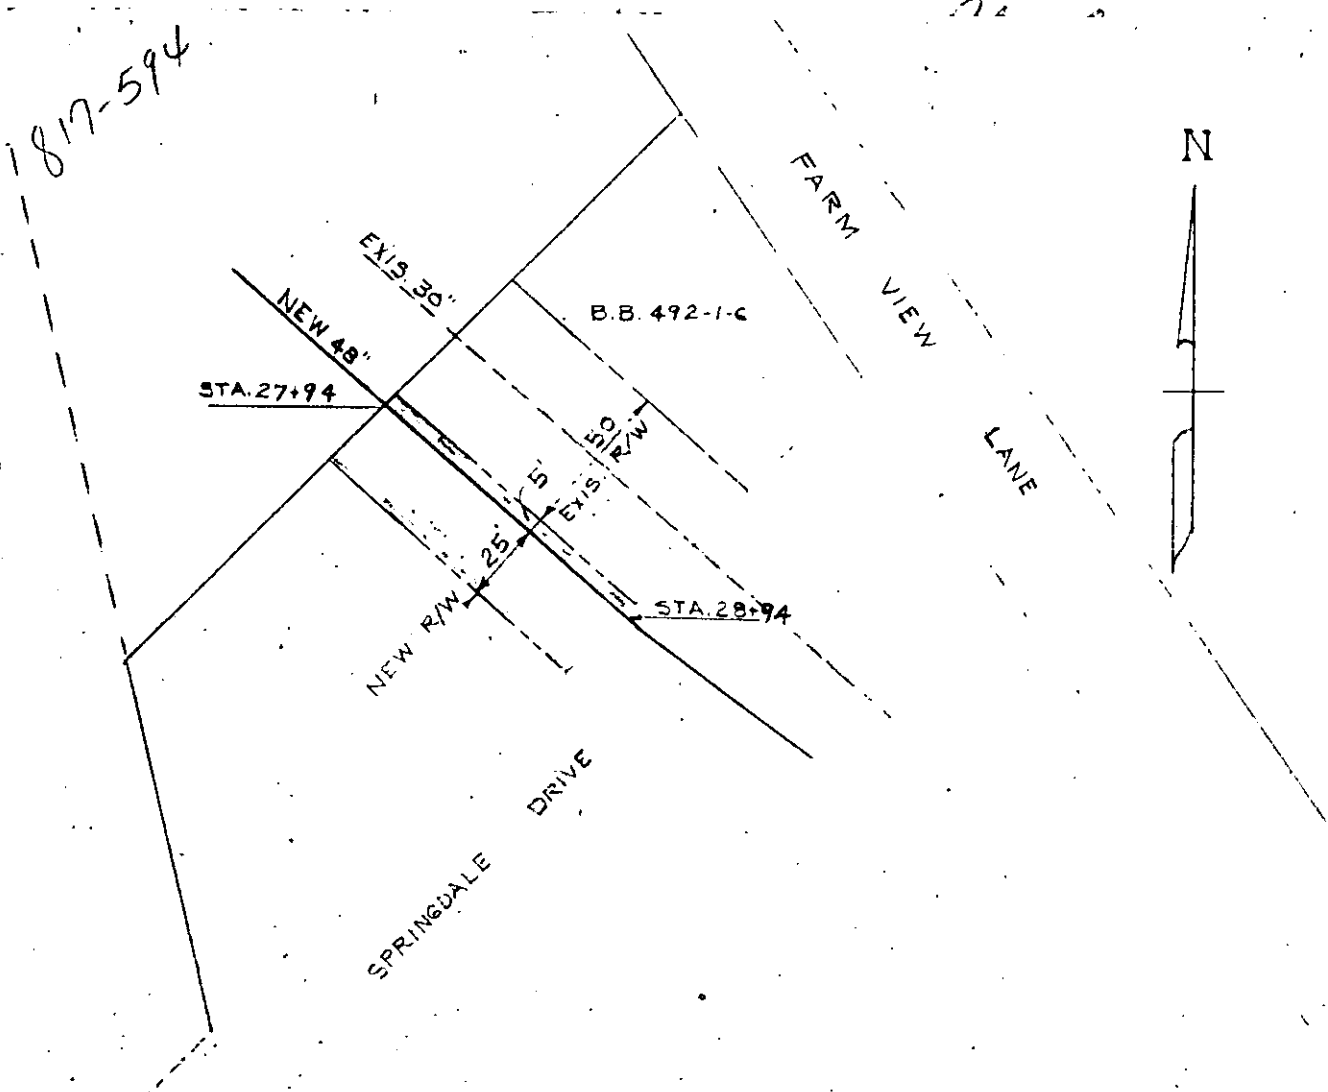 1817-594
N
FARM VIEW LANE
EXIS. 30"
B.B. 492-1-6
NEW 48"
STA. 27+94
EXIS. 50' R/W
5'
25'
NEW R/W
STA. 28+94
SPRINGDALE DRIVE